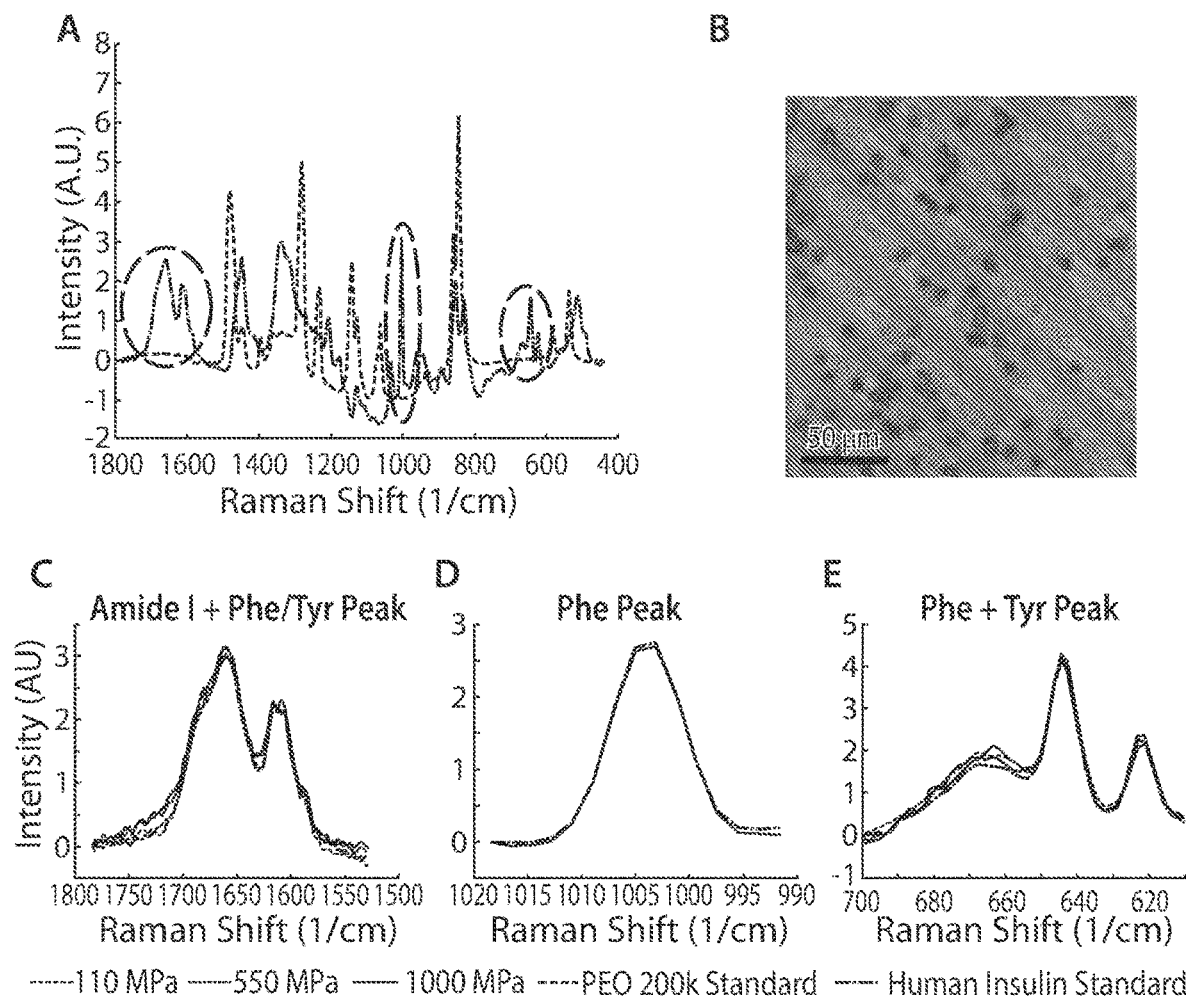 A
B
8
7
6
5
4
3
2
1
0
-1
-2
Intensity (A.U.)
1800 1600 1400 1200 1000 800 600 400
Raman Shift (1/cm)
50 µm
C
D
E
Amide I + Phe/Tyr Peak
Phe Peak
Phe + Tyr Peak
3
2
1
0
Intensity (AU)
1800 1750 1700 1650 1600 1550 1500
Raman Shift (1/cm)
3
2
1
0
1020 1015 1010 1005 1000 995 990
Raman Shift (1/cm)
5
4
3
2
1
0
-1
700 680 660 640 620
Raman Shift (1/cm)
110 MPa 550 MPa 1000 MPa PEO 200k Standard Human Insulin Standard